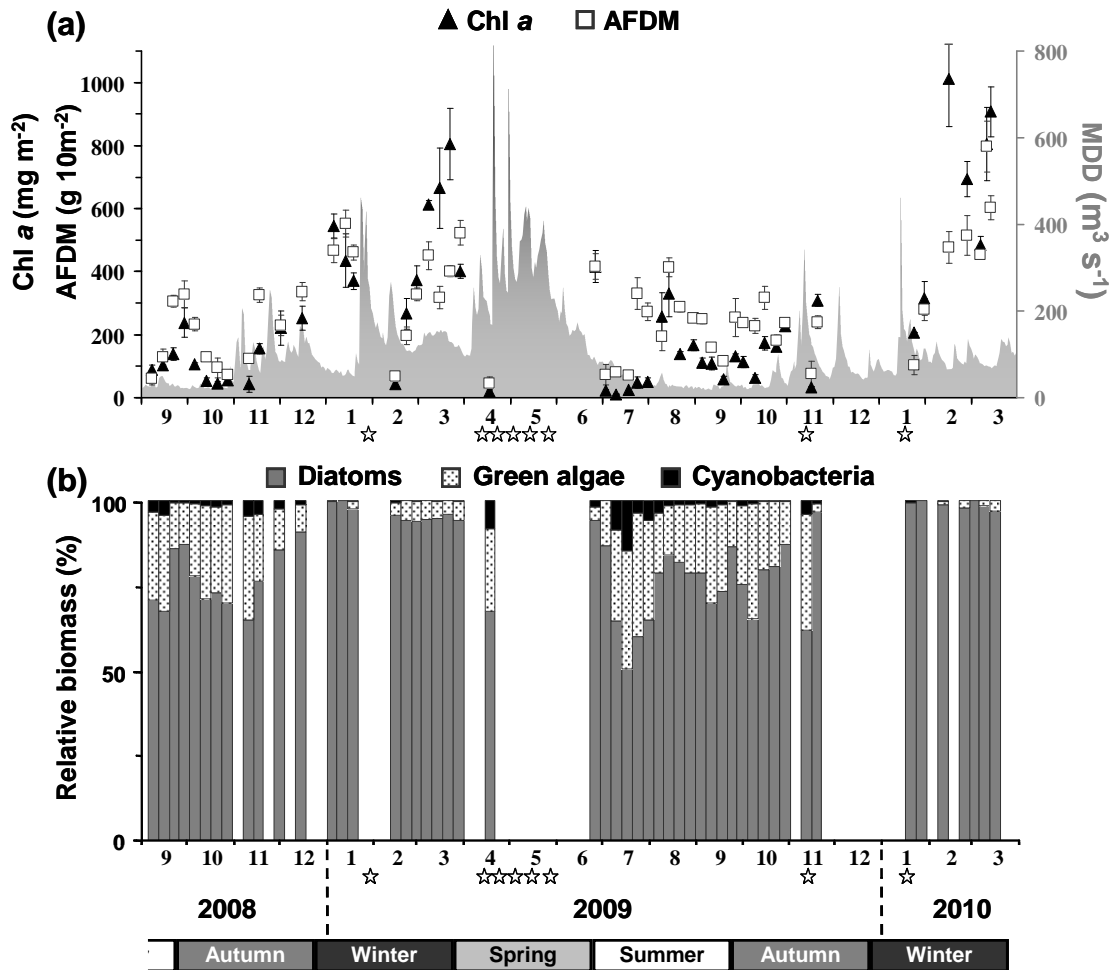 (a)
▲ Chl a □ AFDM
Chl a (mg m-2)
AFDM (g 10m-2)
1000
800
600
400
200
0
800
600
400
200
0
MDD (m3 s-1)
9 10 11 12 1 2 3 4 5 6 7 8 9 10 11 12 1 2 3
☆ ☆☆☆☆☆ ☆ ☆
(b)
Diatoms Green algae Cyanobacteria
Relative biomass (%)
100
50
0
9 10 11 12 1 2 3 4 5 6 7 8 9 10 11 12 1 2 3
☆ ☆☆☆☆☆ ☆ ☆
2008 2009 2010
Autumn Winter Spring Summer Autumn Winter